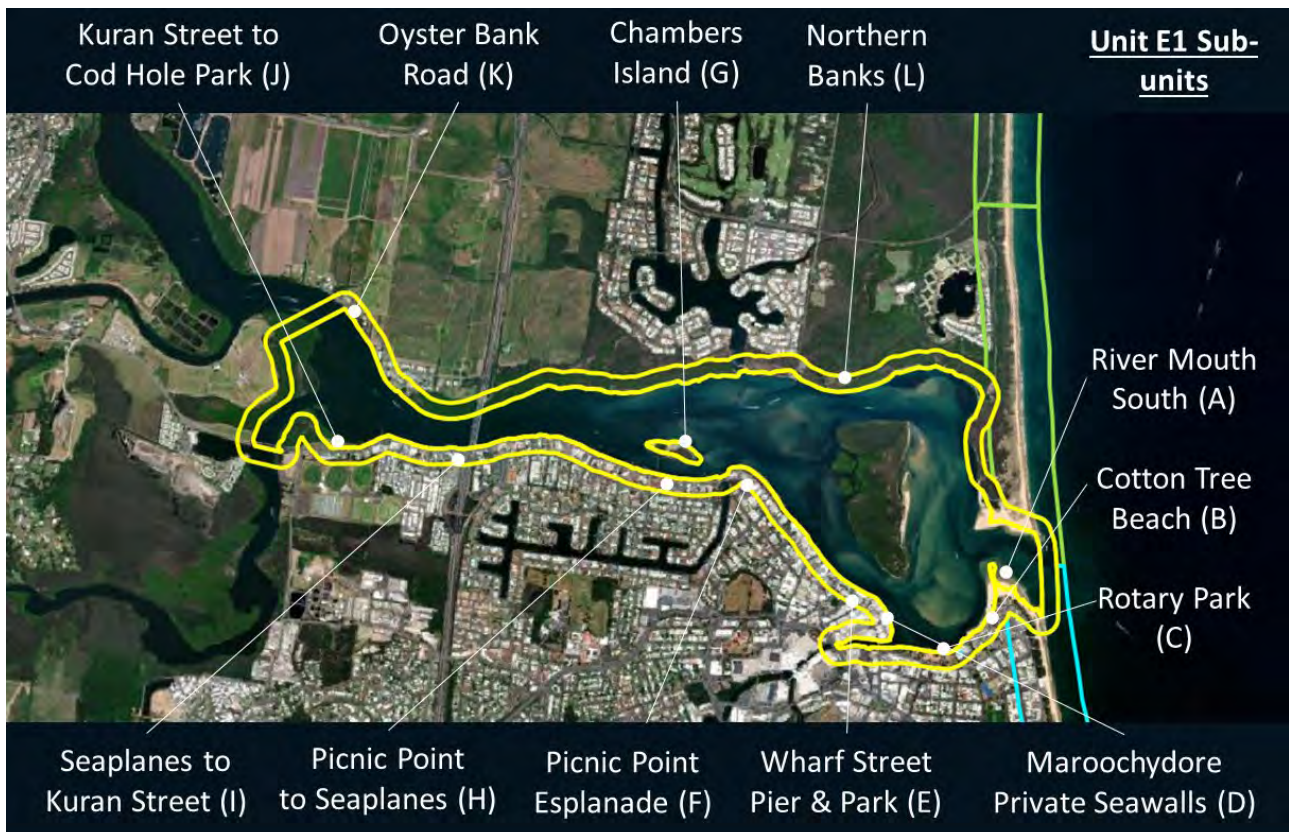 Kuran Street to
Cod Hole Park (J)
Oyster Bank
Road (K)
Chambers
Island (G)
Northern
Banks (L)
Unit E1 Sub-
units
River Mouth
South (A)
Cotton Tree
Beach (B)
Rotary Park
(C)
Seaplanes to
Kuran Street (I)
Picnic Point
to Seaplanes (H)
Picnic Point
Esplanade (F)
Wharf Street
Pier & Park (E)
Maroochydore
Private Seawalls (D)